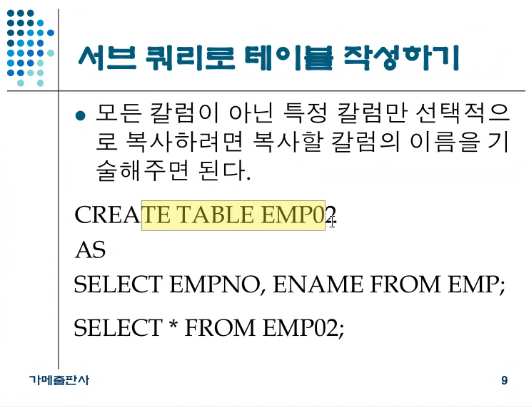 서브 쿼리로 테이블 작성하기
모든 칼럼이 아닌 특정 칼럼만 선택적으
로 복사하려면 복사할 칼럼의 이름을 기
술해주면 된다.
CREATE TABLE EMP02
AS
SELECT EMPNO, ENAME FROM EMP;
SELECT * FROM EMP02;
가메출판사
9